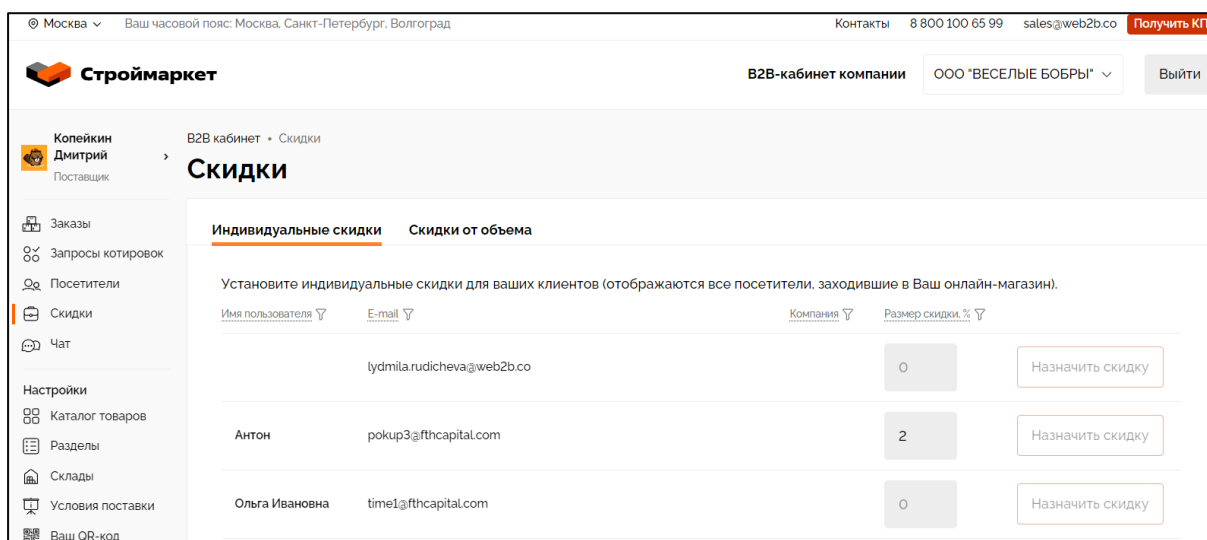 Москва
Ваш часовой пояс: Москва, Санкт-Петербург, Волгоград
Контакты
8 800 100 65 99
sales@web2b.co
Получить КП
Строймаркет
B2B-кабинет компании
ООО "ВЕСЕЛЫЕ БОБРЫ"
Выйти
Копейкин
Дмитрий
Поставщик
B2B кабинет • Скидки
Скидки
Заказы
Запросы котировок
Посетители
Скидки
Чат
Настройки
Каталог товаров
Разделы
Склады
Условия поставки
Ваш QR-код
Индивидуальные скидки
Скидки от объема
Установите индивидуальные скидки для ваших клиентов (отображаются все посетители, заходившие в Ваш онлайн-магазин).
Имя пользователя
E-mail
Компания
Размер скидки, %
lydmila.rudicheva@web2b.co
0
Назначить скидку
Антон
pokup3@fthcapital.com
2
Назначить скидку
Ольга Ивановна
time1@fthcapital.com
0
Назначить скидку